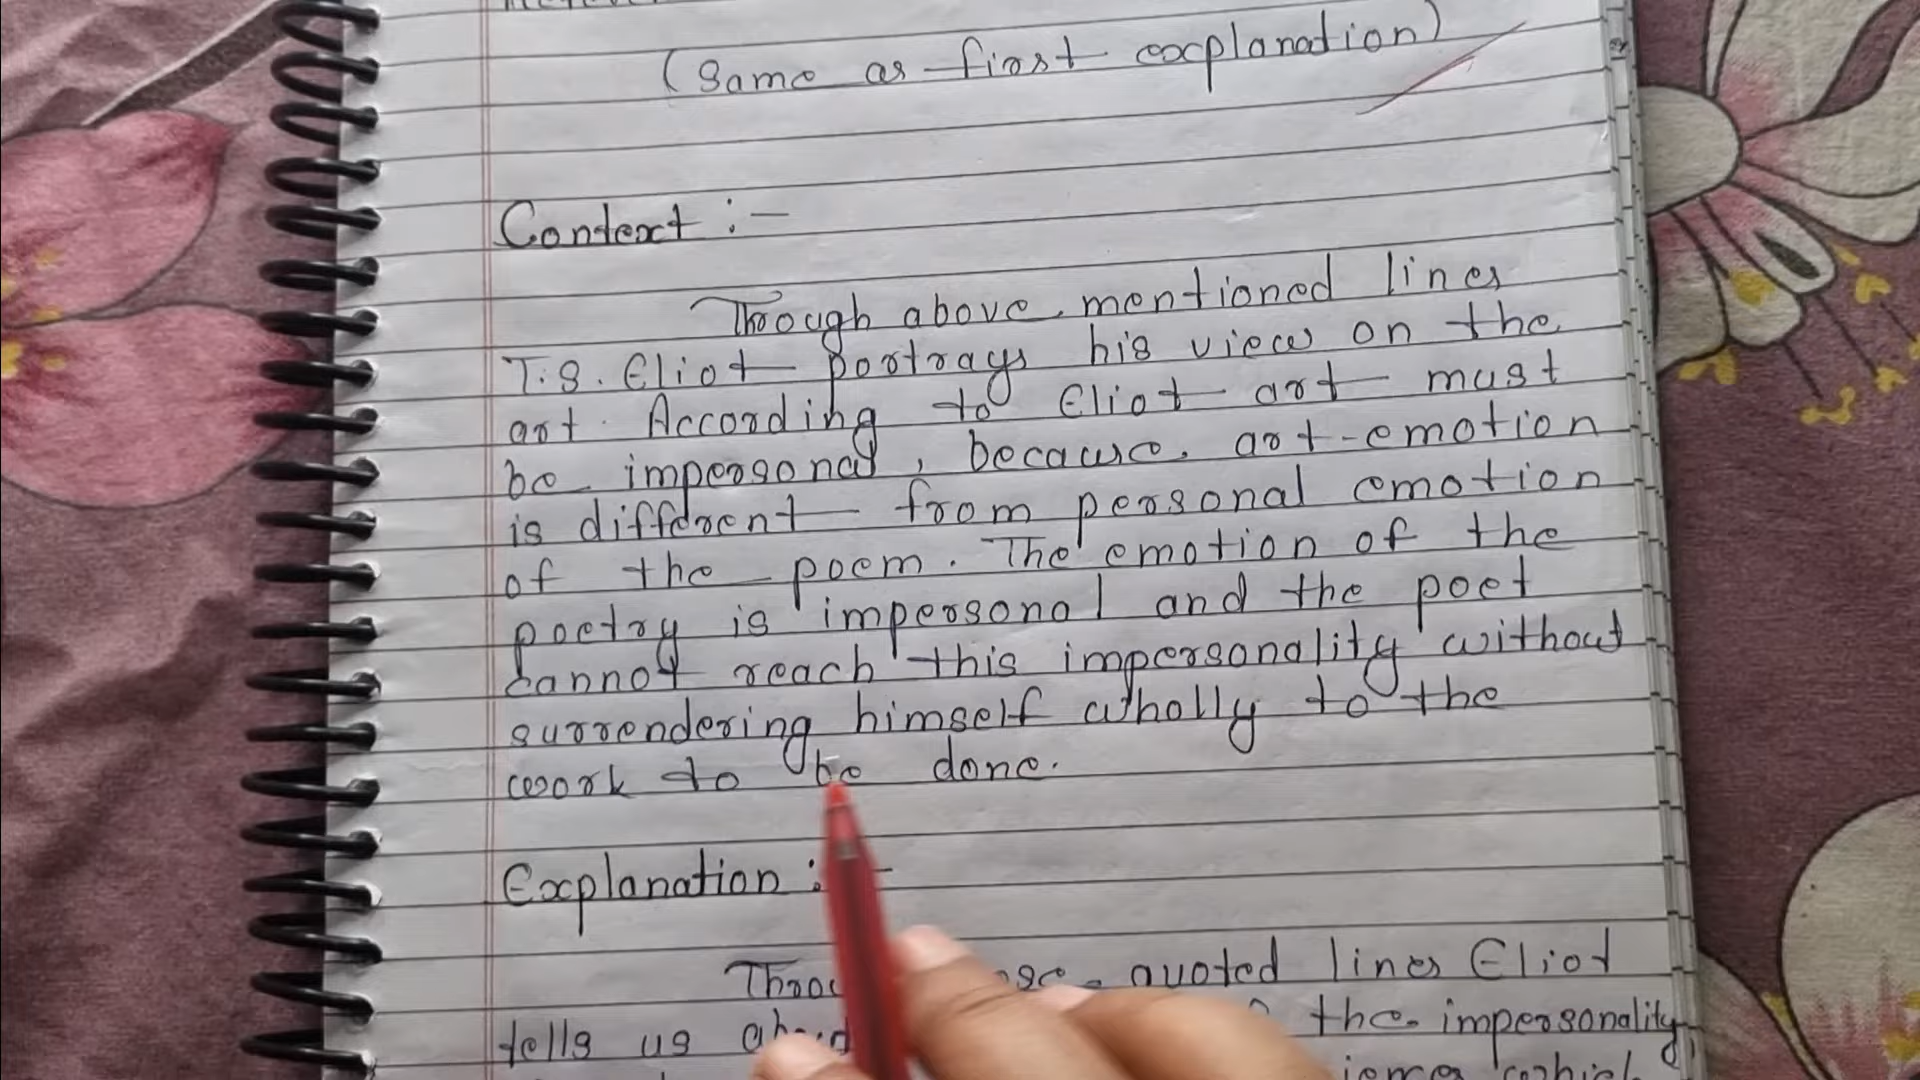 (Same as first explanation)
Context :-
Through above mentioned lines
T.S. Eliot portrays his view on the
art. According to Eliot art must
be impersonal, because, art-emotion
is different from personal emotion
of the poem. The emotion of the
poetry is impersonal and the poet
cannot reach this impersonality without
surrendering himself wholly to the
work to be done.
Explanation :-
quoted lines Eliot
tells us the impersonality